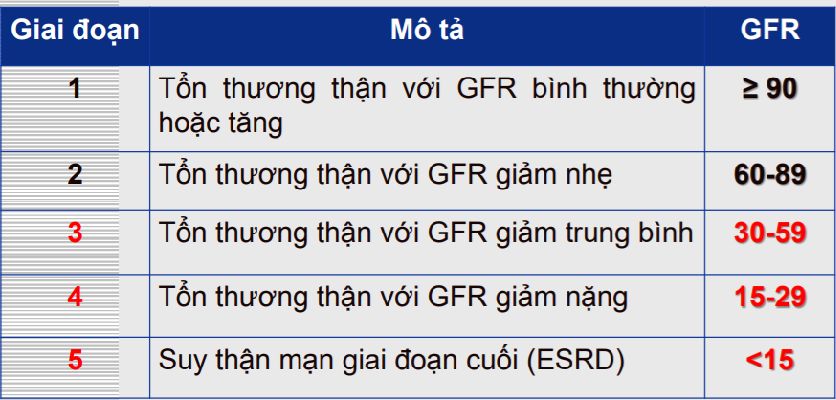 Giai đoạn Mô tả GFR
1 Tổn thương thận với GFR bình thường ≥ 90
hoặc tăng
2 Tổn thương thận với GFR giảm nhẹ 60-89
3 Tổn thương thận với GFR giảm trung bình 30-59
4 Tổn thương thận với GFR giảm nặng 15-29
5 Suy thận mạn giai đoạn cuối (ESRD) <15